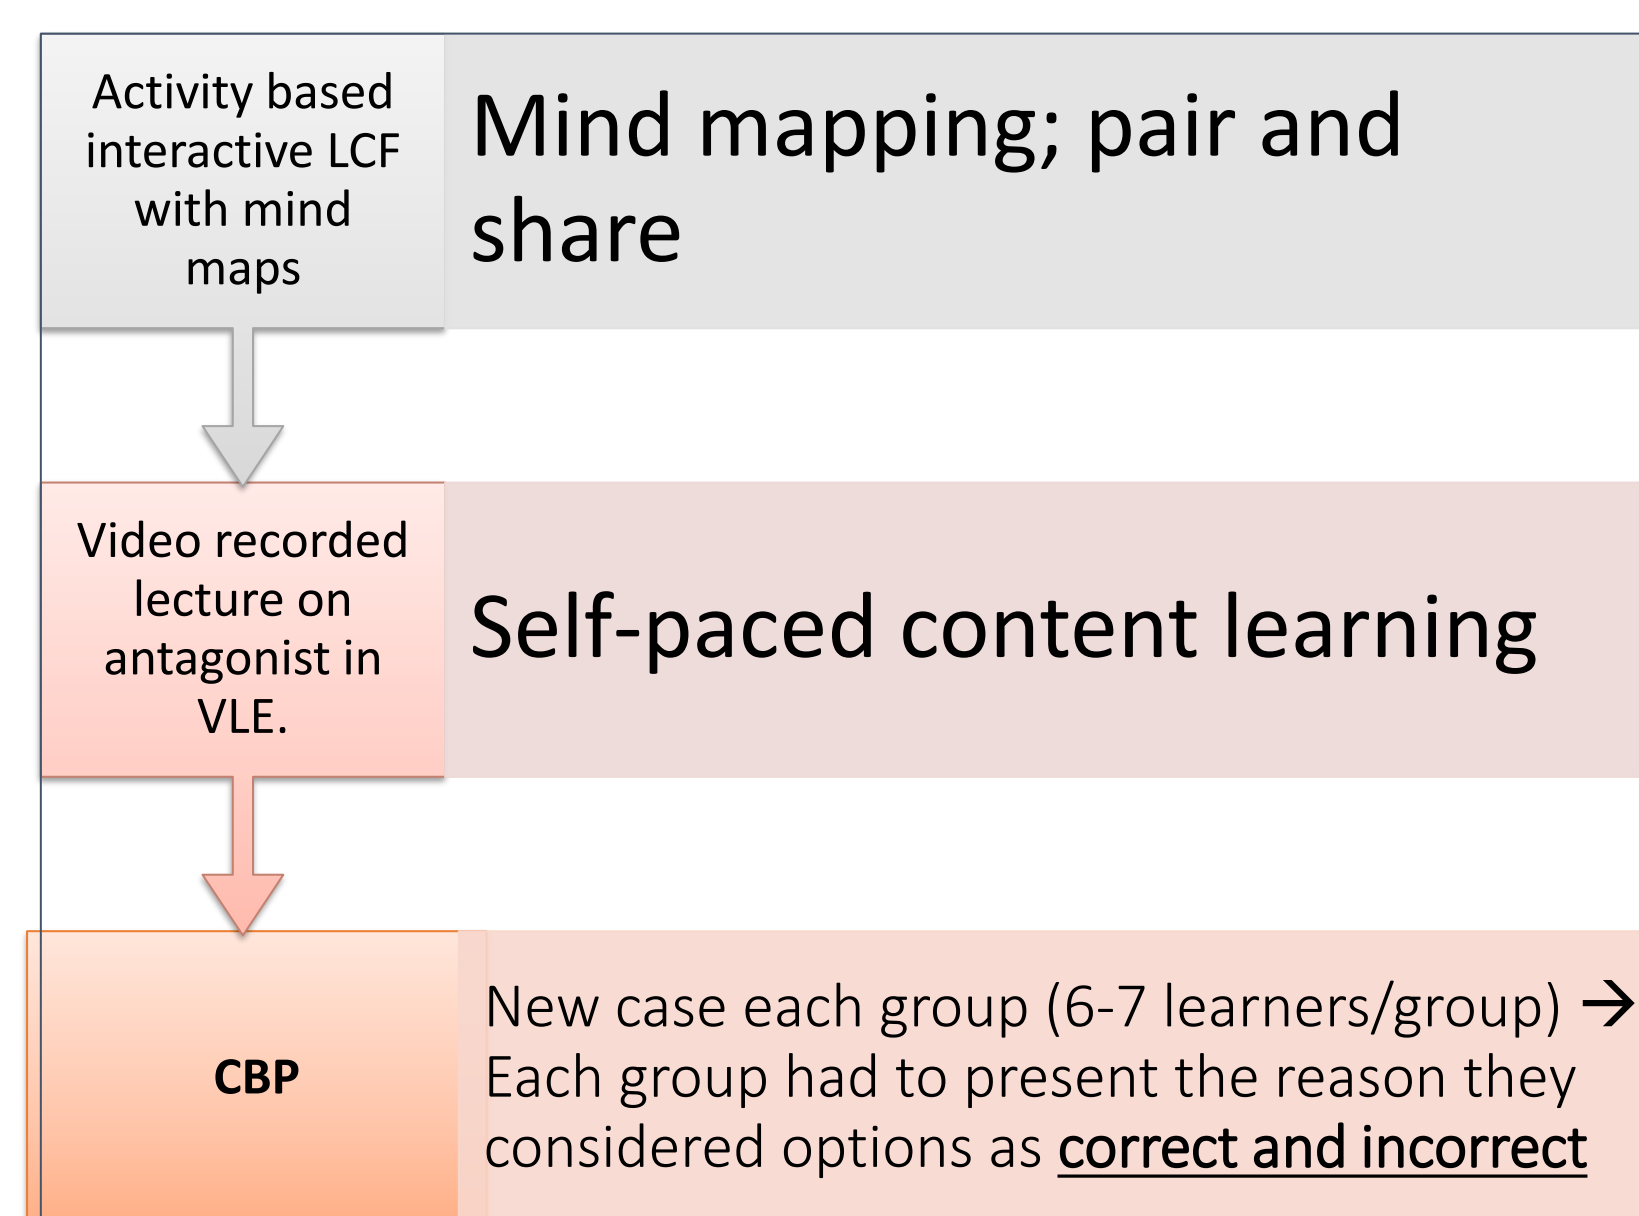 Activity based
interactive LCF
with mind
maps
Mind mapping; pair and
share
Video recorded
lecture on
antagonist in
VLE.
Self-paced content learning
CBP
New case each group (6-7 learners/group) →
Each group had to present the reason they
considered options as correct and incorrect